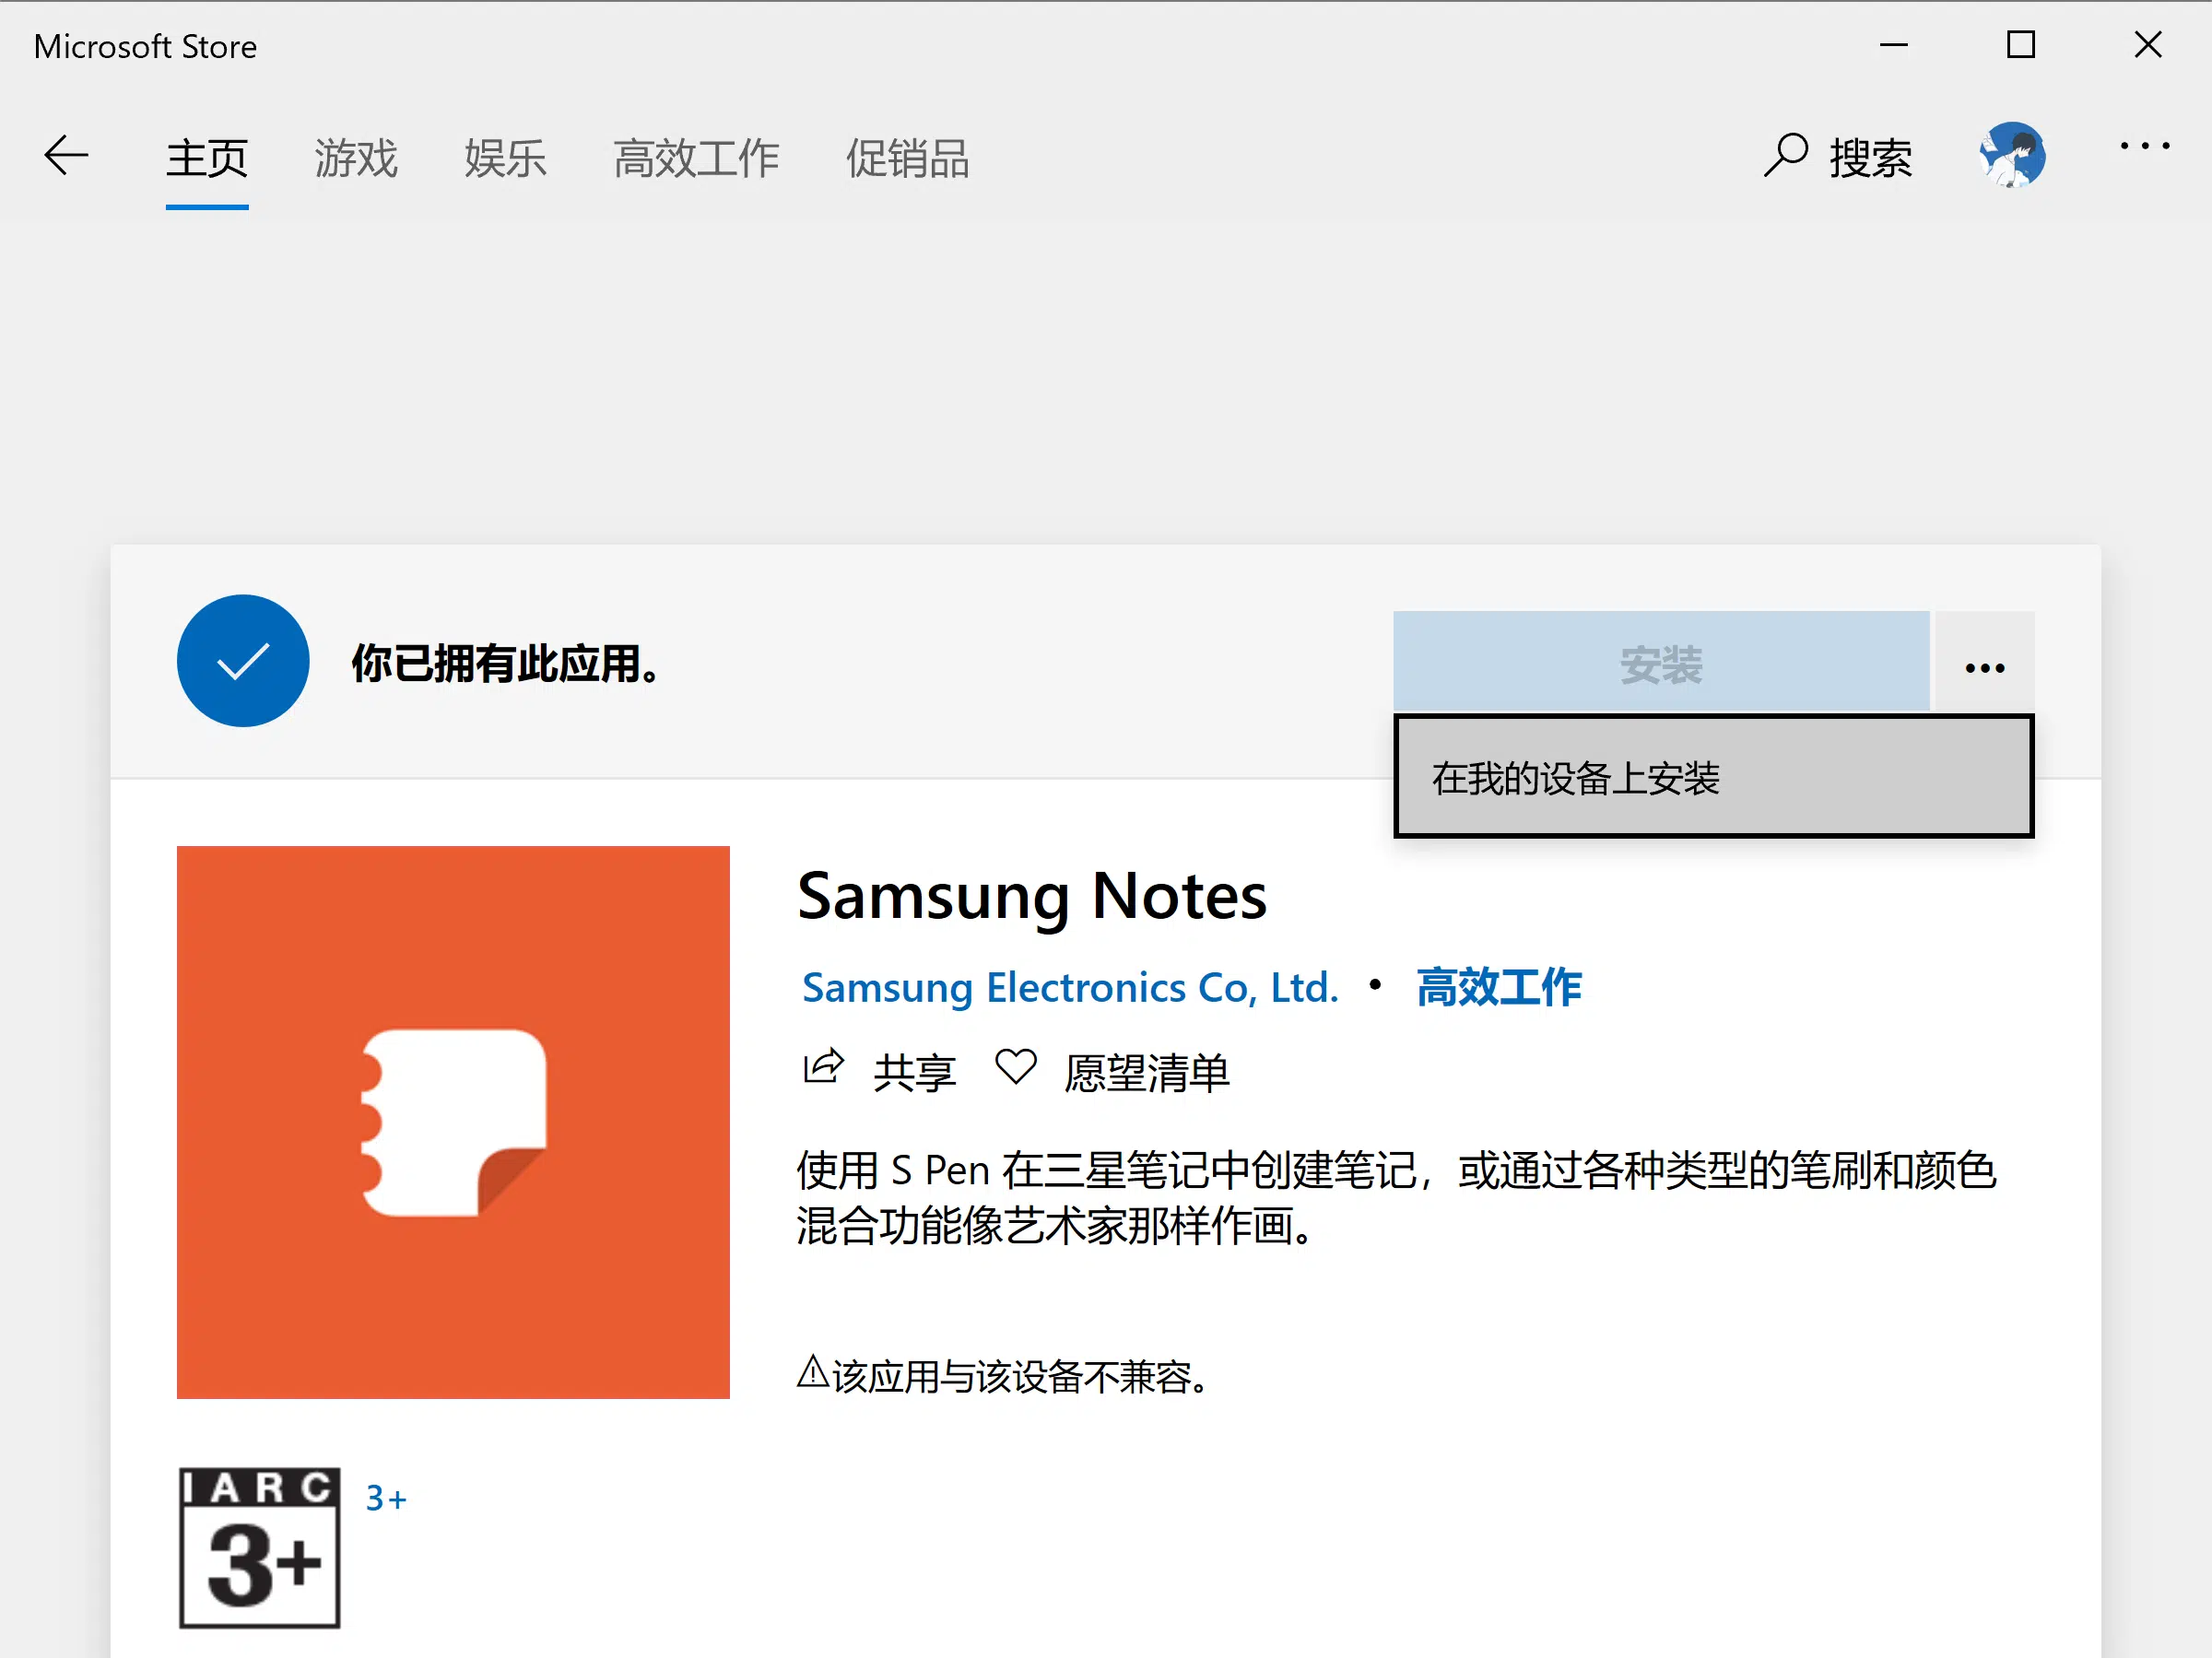 Microsoft Store
主页
游戏
娱乐
高效工作
促销品
搜索
你已拥有此应用。
安装
在我的设备上安装
Samsung Notes
Samsung Electronics Co, Ltd. • 高效工作
共享
愿望清单
使用 S Pen 在三星笔记中创建笔记，或通过各种类型的笔刷和颜色
混合功能像艺术家那样作画。
该应用与该设备不兼容。
IARC
3+
3+